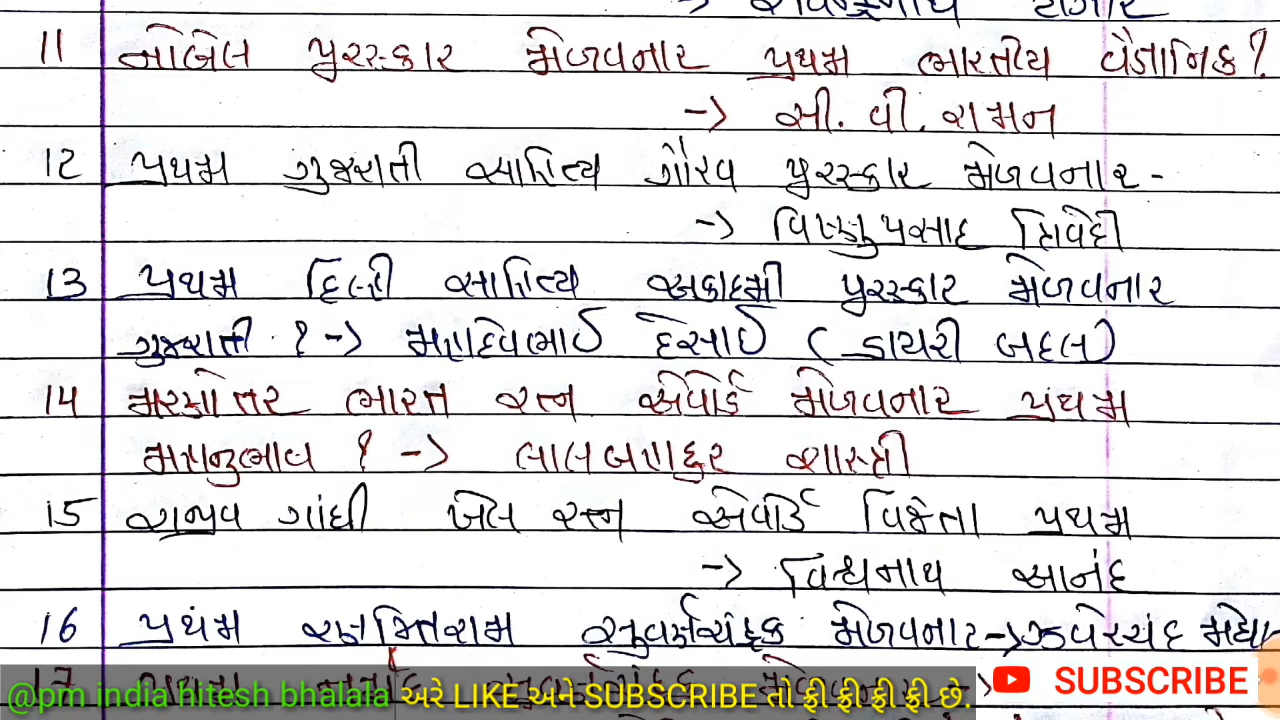 રવિન્દ્રનાથ ટાગોર
11 નોબેલ પુરસ્કાર મેળવનાર પ્રથમ ભારતીય વૈજ્ઞાનિક ?
-> સી. વી. રામન
12 પ્રથમ ગુજરાતી સાહિત્ય ગૌરવ પુરસ્કાર મેળવનાર -
-> વિષ્ણુપ્રસાદ ત્રિવેદી
13 પ્રથમ દિલ્હી સાહિત્ય અકાદમી પુરસ્કાર મેળવનાર
ગુજરાતી . ? -> મહાદેવભાઈ દેસાઈ ( ડાયરી બદલ )
14 મરણોતર ભારત રત્ન એવોર્ડ મેળવનાર પ્રથમ
મહાનુભાવ ? -> લાલબહાદુર શાસ્ત્રી
15 રાજીવ ગાંધી ખેલ રત્ન એવોર્ડ વિજેતા પ્રથમ
-> વિશ્વનાથ આનંદ
16 પ્રથમ રણજિતરામ સુવર્ણચંદ્રક મેળવનાર -> ઝવેરચંદ
17
@pm india hitesh bhalala અરે LIKE અને SUBSCRIBE તો ફ્રી ફ્રી ફ્રી ફ્રી છે.
SUBSCRIBE